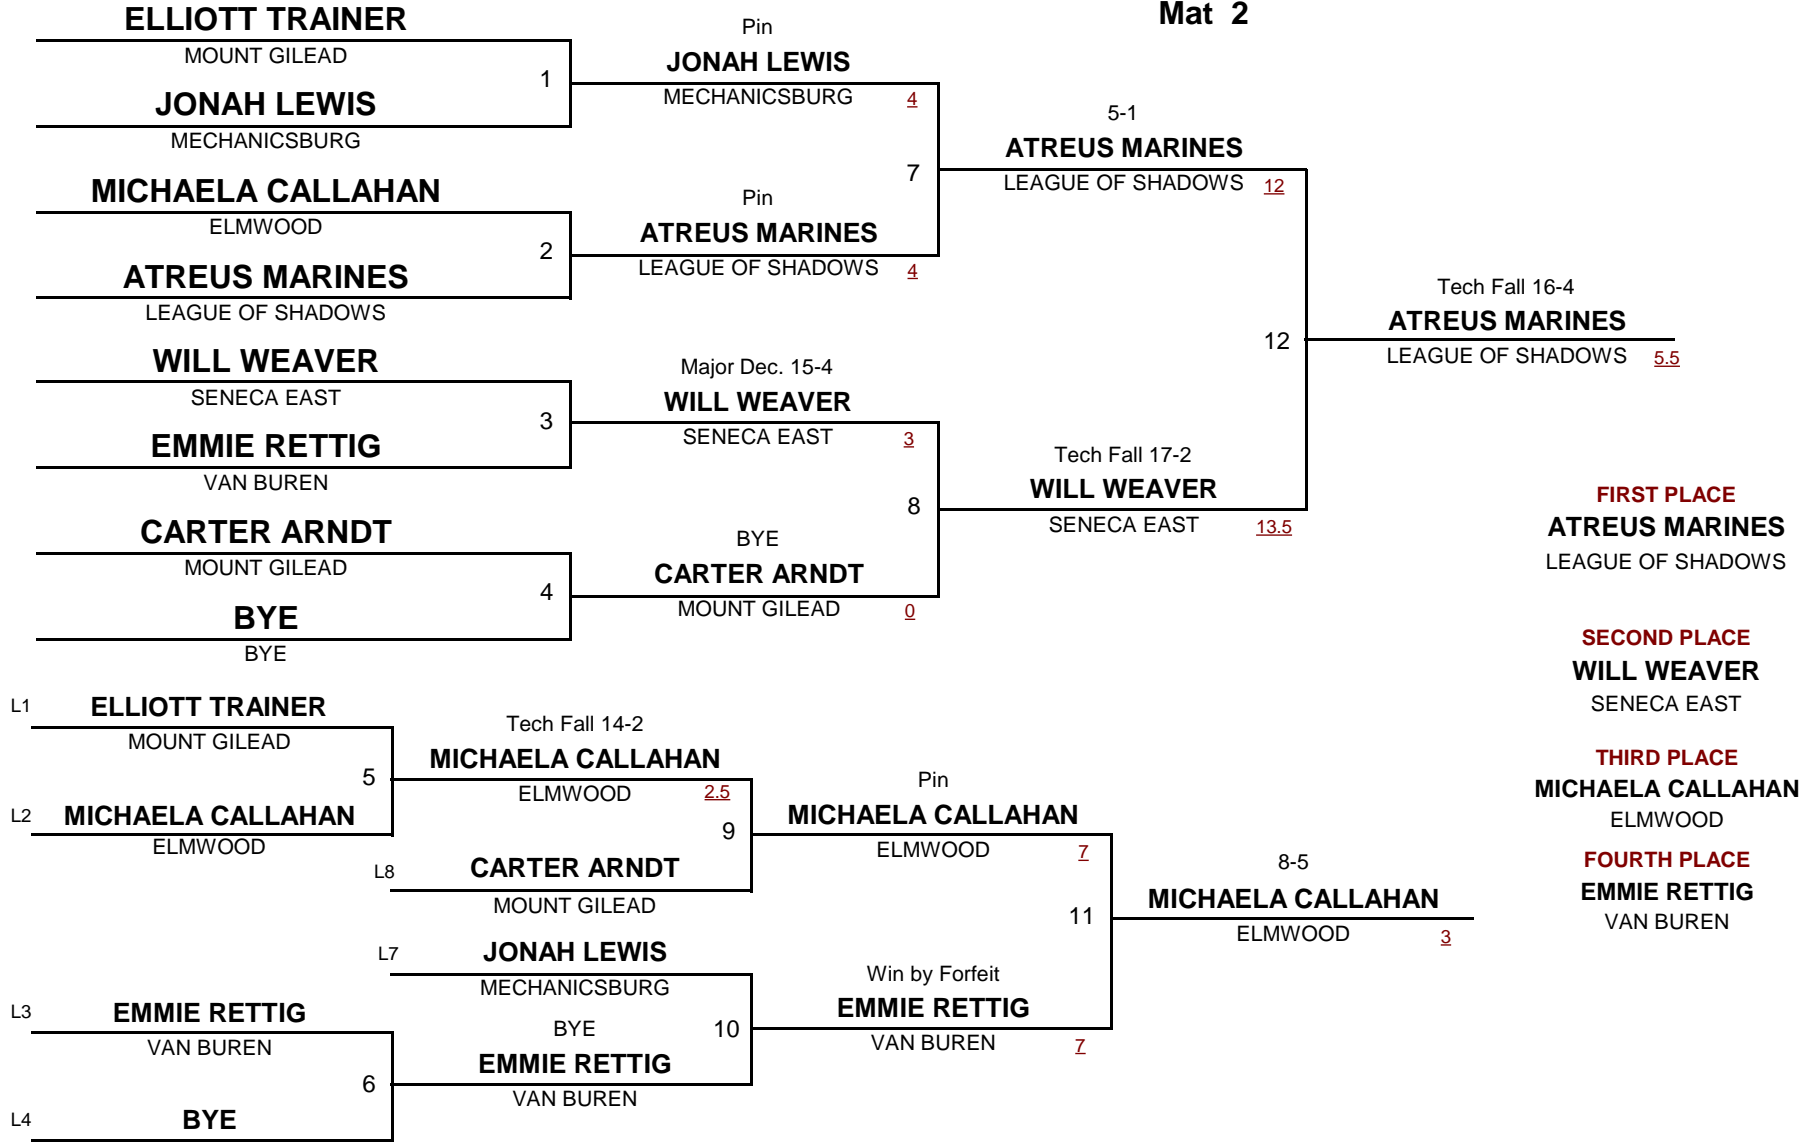 Mat 2
ELLIOTT TRAINER
MOUNT GILEAD
1
JONAH LEWIS
MECHANICSBURG
MICHAELA CALLAHAN
ELMWOOD
2
ATREUS MARINES
LEAGUE OF SHADOWS
WILL WEAVER
SENECA EAST
3
EMMIE RETTIG
VAN BUREN
CARTER ARNDT
MOUNT GILEAD
4
BYE
BYE
Pin
JONAH LEWIS
MECHANICSBURG 4
7
Pin
ATREUS MARINES
LEAGUE OF SHADOWS 4
Major Dec. 15-4
WILL WEAVER
SENECA EAST 3
8
BYE
CARTER ARNDT
MOUNT GILEAD 0
5-1
ATREUS MARINES
LEAGUE OF SHADOWS 12
12
Tech Fall 17-2
WILL WEAVER
SENECA EAST 13.5
Tech Fall 16-4
ATREUS MARINES
LEAGUE OF SHADOWS 5.5
FIRST PLACE
ATREUS MARINES
LEAGUE OF SHADOWS
SECOND PLACE
WILL WEAVER
SENECA EAST
THIRD PLACE
MICHAELA CALLAHAN
ELMWOOD
FOURTH PLACE
EMMIE RETTIG
VAN BUREN
L1 ELLIOTT TRAINER
MOUNT GILEAD
5
L2 MICHAELA CALLAHAN
ELMWOOD
L3 EMMIE RETTIG
VAN BUREN
6
L4 BYE
Tech Fall 14-2
MICHAELA CALLAHAN
ELMWOOD 2.5
9
L8 CARTER ARNDT
MOUNT GILEAD
L7 JONAH LEWIS
MECHANICSBURG
BYE 10
EMMIE RETTIG
VAN BUREN
Pin
MICHAELA CALLAHAN
ELMWOOD 7
11
Win by Forfeit
EMMIE RETTIG
VAN BUREN 7
8-5
MICHAELA CALLAHAN
ELMWOOD 3